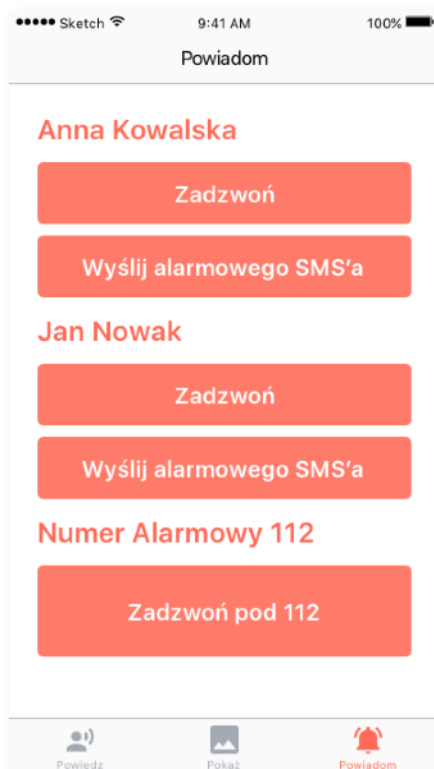 Sketch 9:41 AM 100%
Powiadom
Anna Kowalska
Zadzwoń
Wyślij alarmowego SMS’a
Jan Nowak
Zadzwoń
Wyślij alarmowego SMS’a
Numer Alarmowy 112
Zadzwoń pod 112
Powiedz Pokaż Powiadom